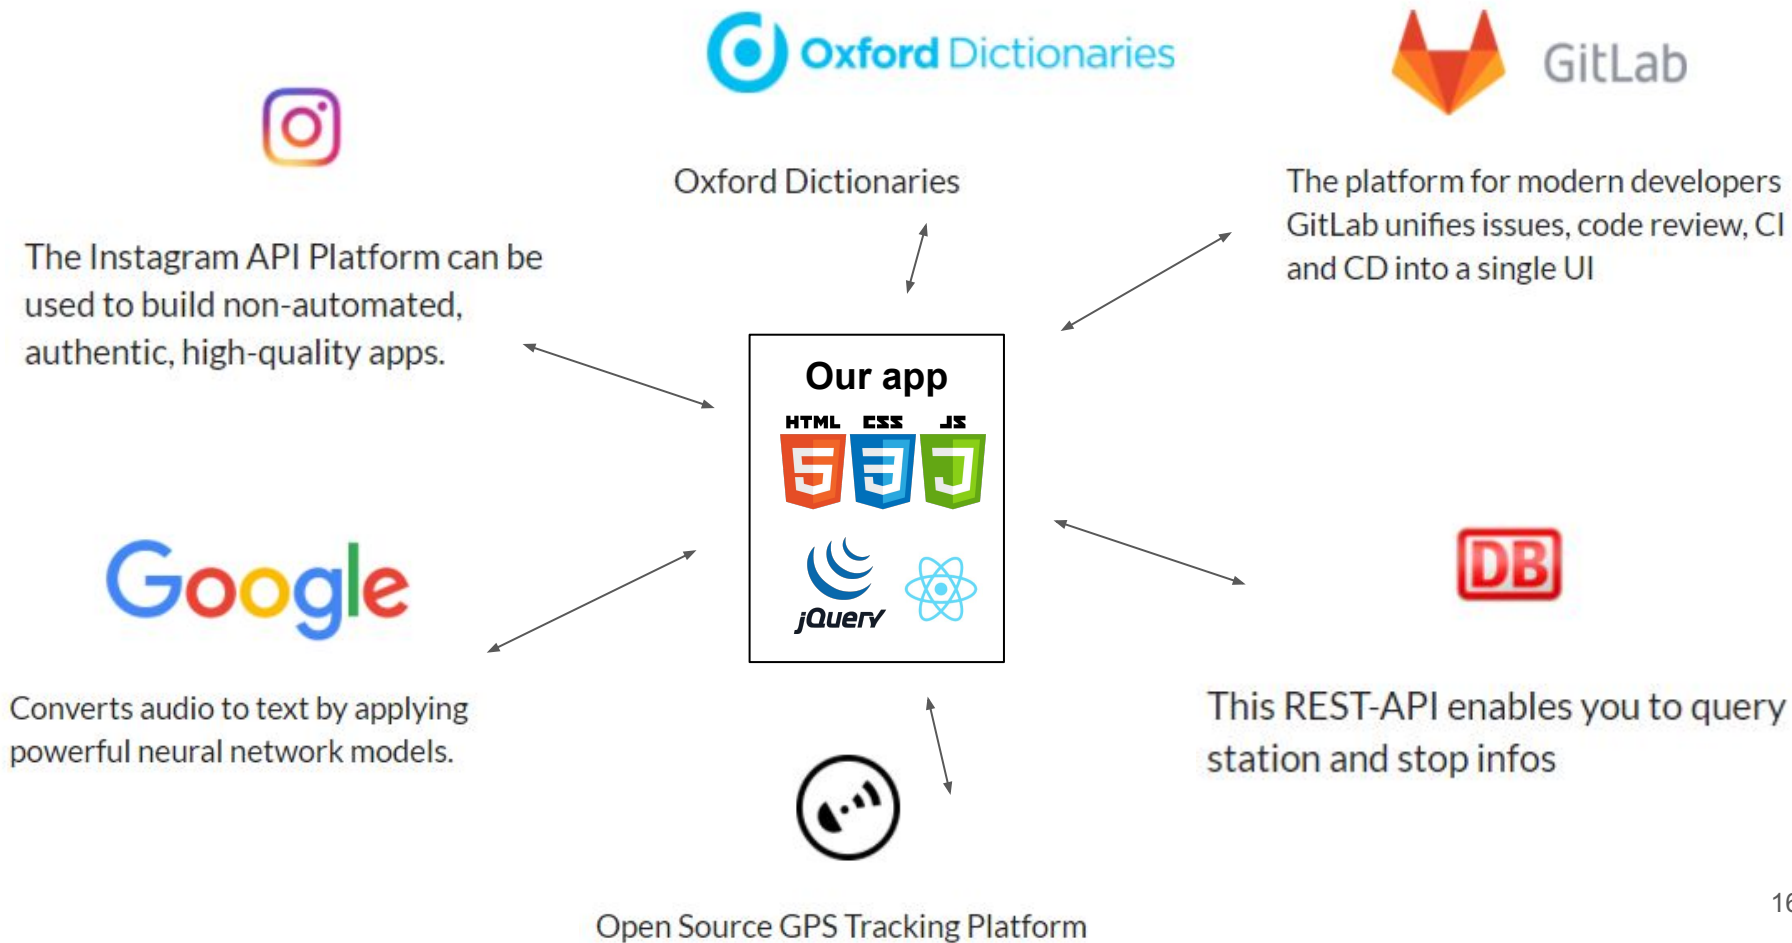 Oxford Dictionaries
GitLab
Oxford Dictionaries
The platform for modern developers
GitLab unifies issues, code review, CI
and CD into a single UI
The Instagram API Platform can be
used to build non-automated,
authentic, high-quality apps.
Our app
HTML CSS JS
5 3 J
jQuery
Google
Converts audio to text by applying
powerful neural network models.
DB
This REST-API enables you to query
station and stop infos
Open Source GPS Tracking Platform
16